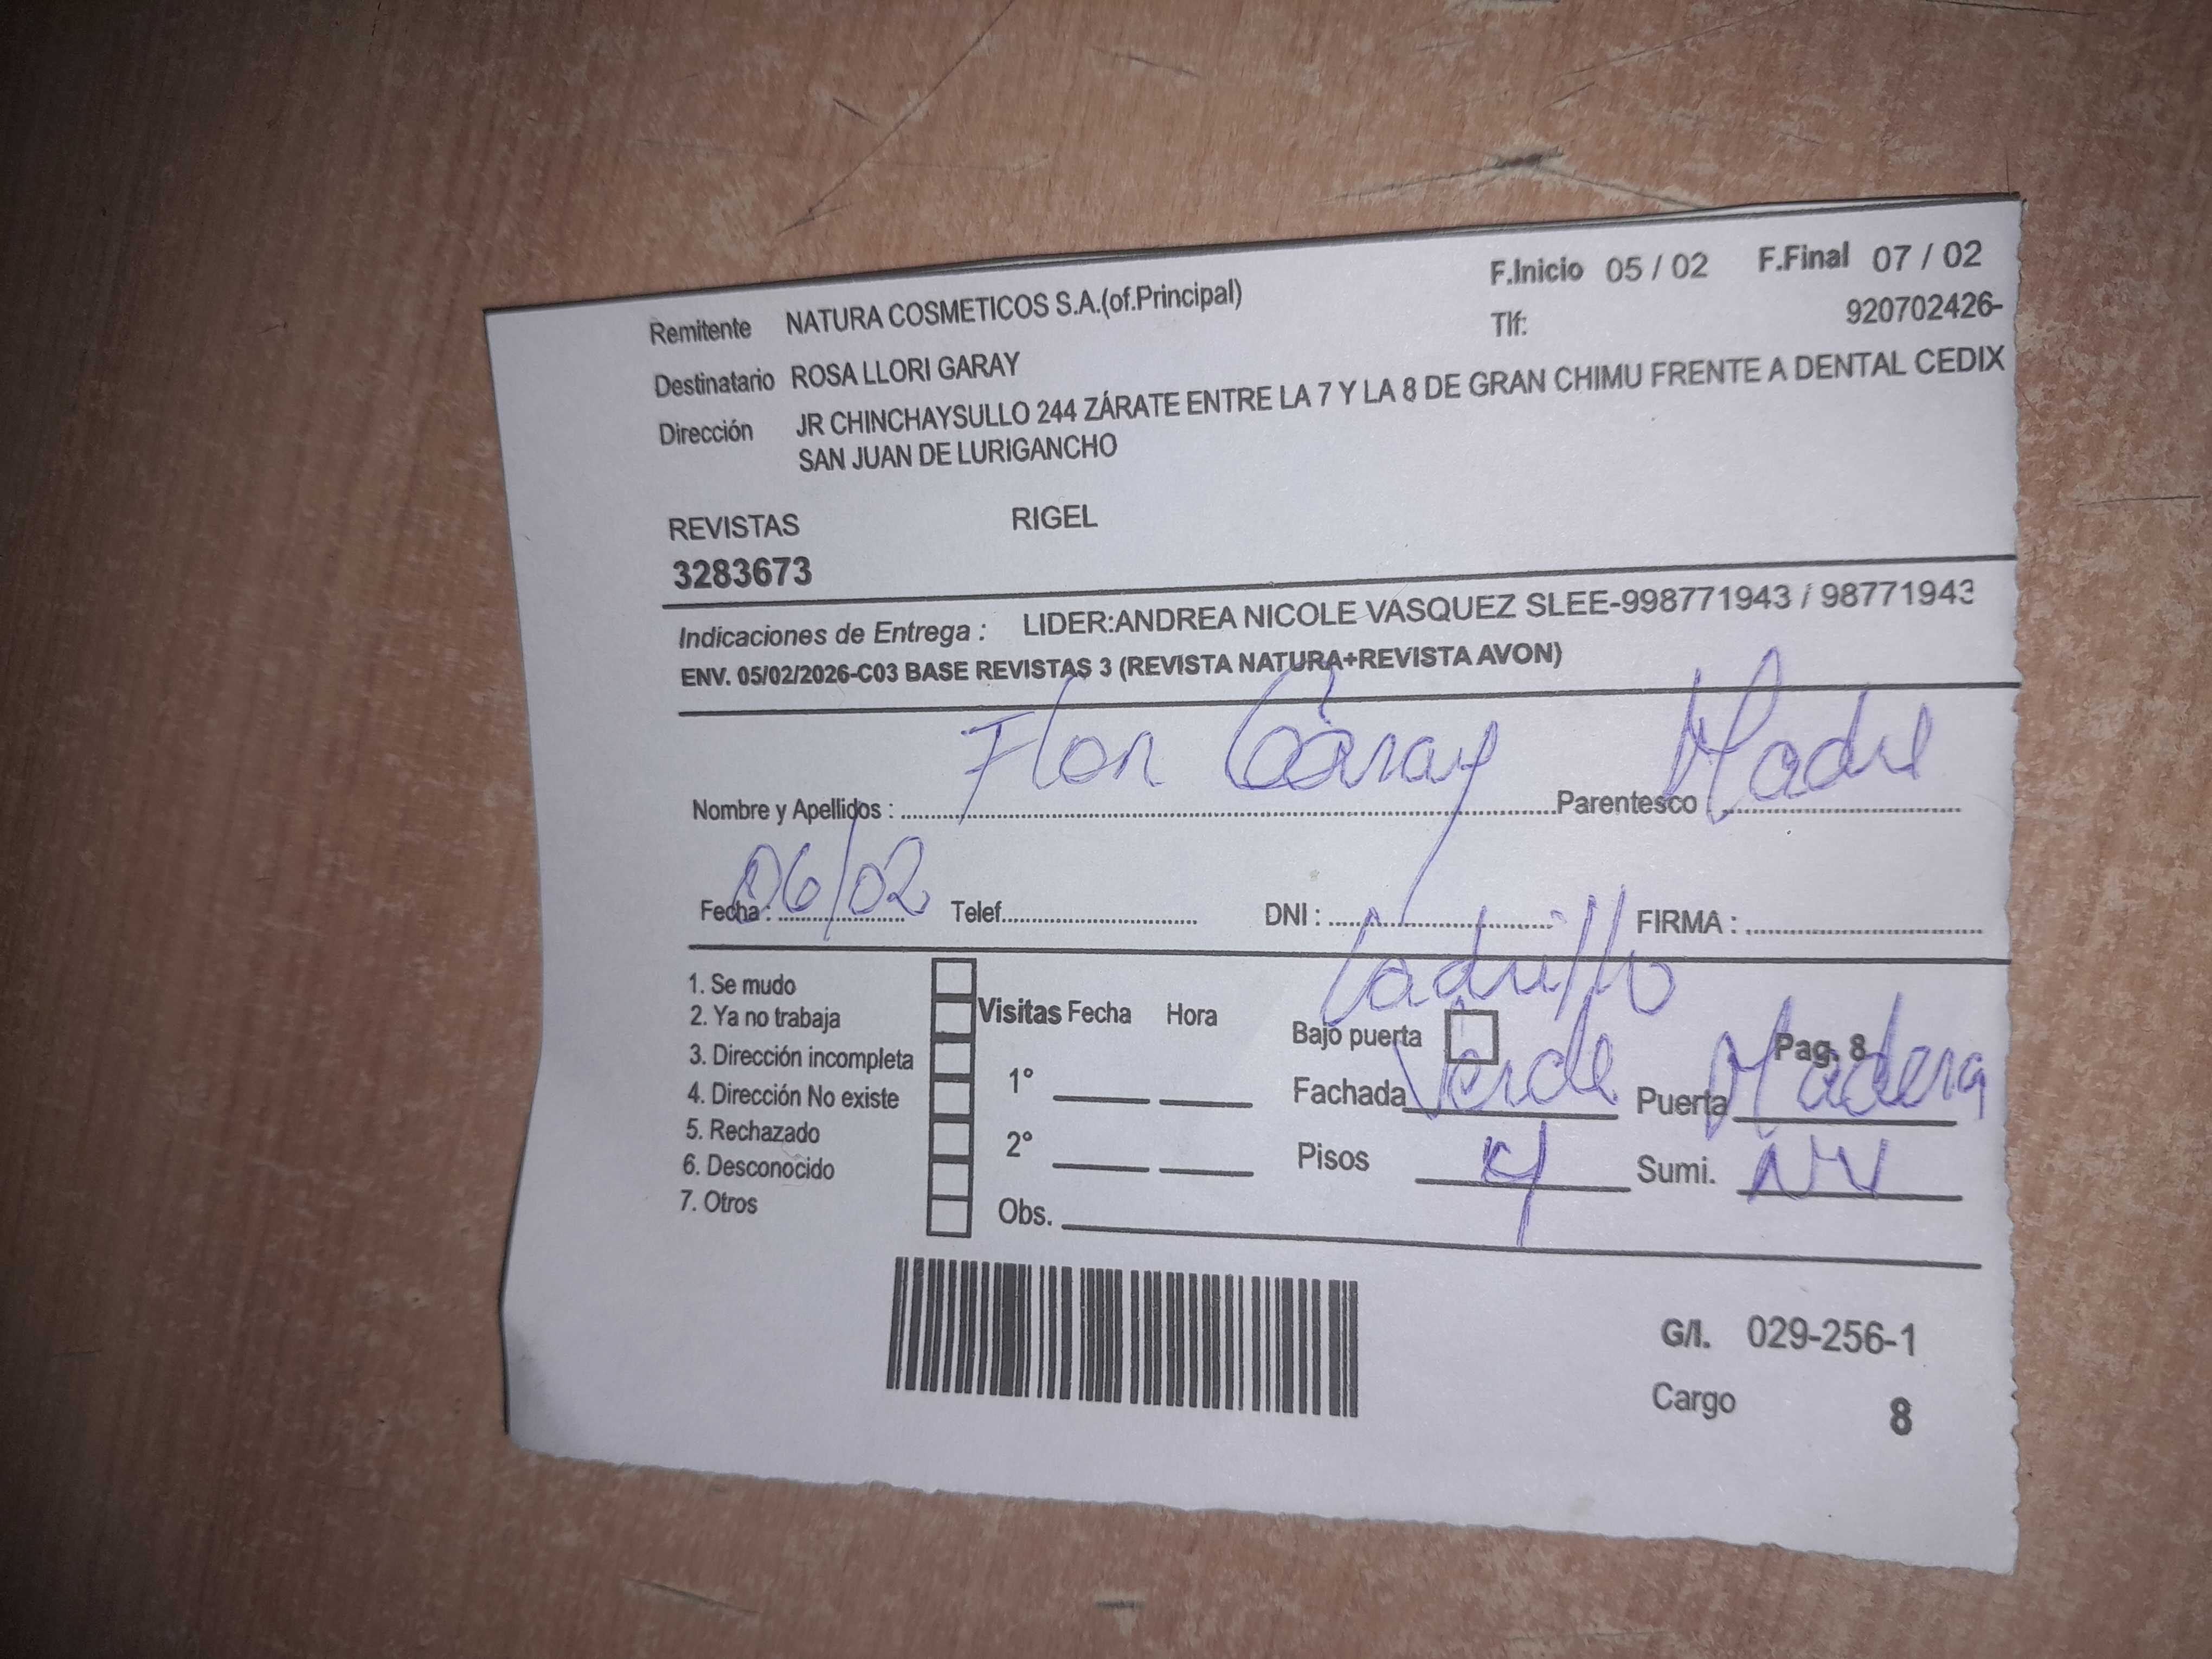 F.Inicio 05 / 02 F.Final 07 / 02
Remitente NATURA COSMETICOS S.A.(of.Principal) Tlf: 920702426-
Destinatario ROSA LLORI GARAY
Dirección JR CHINCHAYSULLO 244 ZÁRATE ENTRE LA 7 Y LA 8 DE GRAN CHIMU FRENTE A DENTAL CEDIX
SAN JUAN DE LURIGANCHO
REVISTAS RIGEL
3283673
Indicaciones de Entrega : LIDER:ANDREA NICOLE VASQUEZ SLEE-998771943 / 98771943
ENV. 05/02/2026-C03 BASE REVISTAS 3 (REVISTA NATURA+REVISTA AVON)
Nombre y Apellidos : Flor Garay Parentesco Madre
Fecha : 06/02 Telef. DNI : FIRMA :
Ladrillo
1. Se mudo
2. Ya no trabaja
3. Dirección incompleta
4. Dirección No existe
5. Rechazado
6. Desconocido
7. Otros
Visitas Fecha Hora
1°
2°
Obs.
Bajo puerta Pag. 8
Fachada Verde Puerta Madera
Pisos 4 Sumi. NV
G/I. 029-256-1
Cargo 8